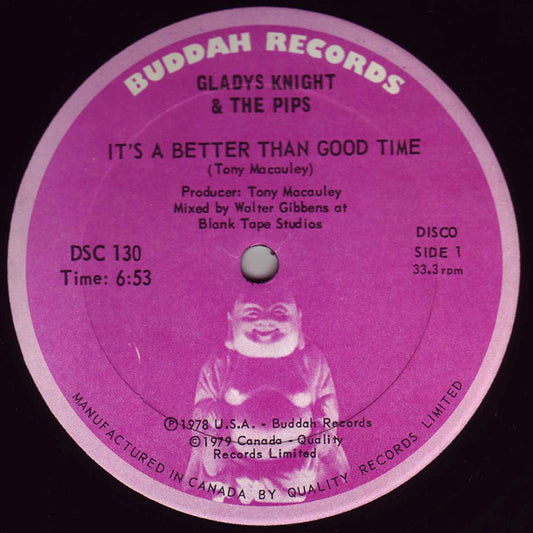 BUDDAH RECORDS
GLADYS KNIGHT
& THE PIPS
IT'S A BETTER THAN GOOD TIME
(Tony Macauley)
Producer: Tony Macauley
Mixed by Walter Gibbens at
Blank Tape Studios
DSC 130
Time: 6:53
DISCO
SIDE 1
33.3 rpm
Ⓟ1978 U.S.A. - Buddah Records
©1979 Canada - Quality
Records Limited
MANUFACTURED IN CANADA BY QUALITY RECORDS LIMITED